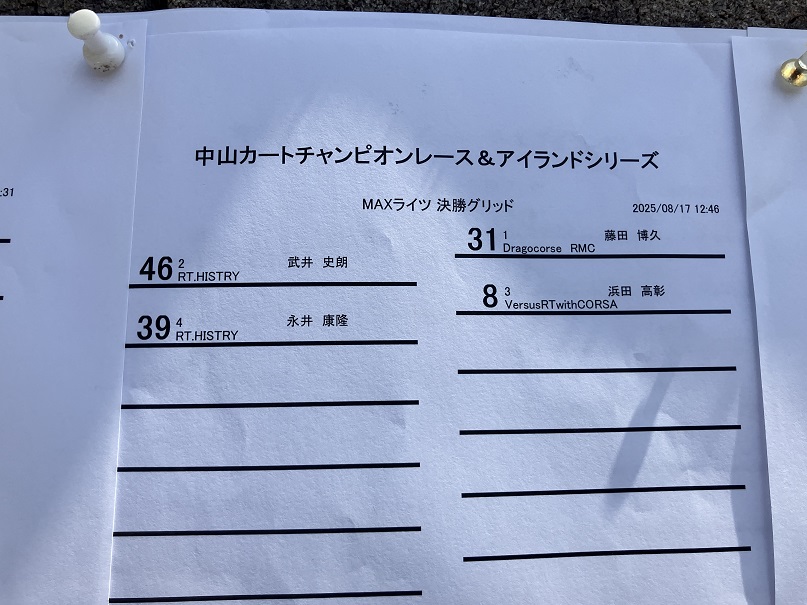 中山カートチャンピオンレース&アイランドシリーズ
MAXライツ 決勝グリッド
2025/08/17 12:46
:31
31 1 藤田 博久
Dragocorse RMC
46 2 武井 史朗
RT.HISTRY
8 3 浜田 高彰
VersusRTwithCORSA
39 4 永井 康隆
RT.HISTRY